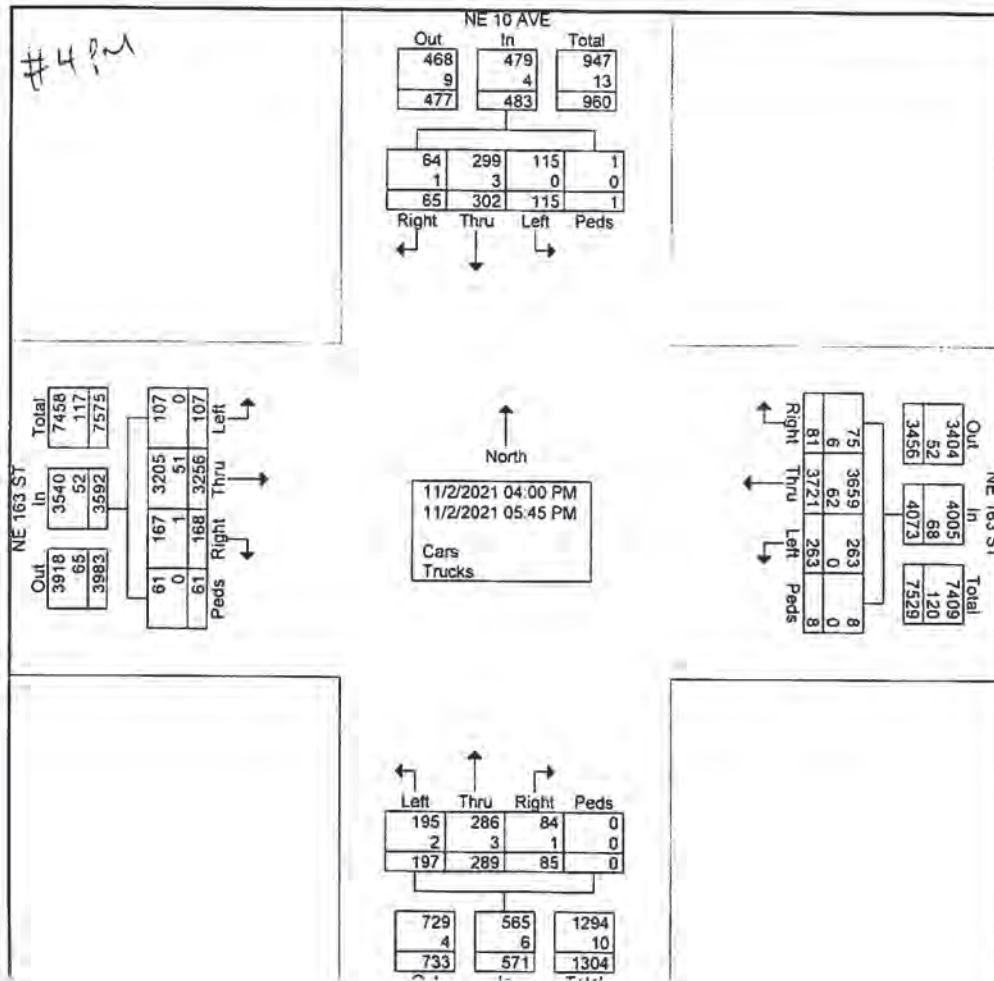 #4 PM
NE 10 AVE
Out In Total
468 479 947
9 4 13
477 483 960
64 299 115 1
1 3 0 0
65 302 115 1
Right Thru Left Peds
NE 163 ST
Total In Out
7458 3540 3918
117 52 65
7575 3592 3983
107 3205 167 61
0 51 1 0
107 3256 168 61
Left Thru Right Peds
North
11/2/2021 04:00 PM
11/2/2021 05:45 PM
Cars
Trucks
NE 163 ST
Out In Total
3404 4005 7409
52 68 120
3456 4073 7529
75 3659 263 8
6 62 0 0
81 3721 263 8
Right Thru Left Peds
Left Thru Right Peds
195 286 84 0
2 3 1 0
197 289 85 0
729 565 1294
4 6 10
733 571 1304